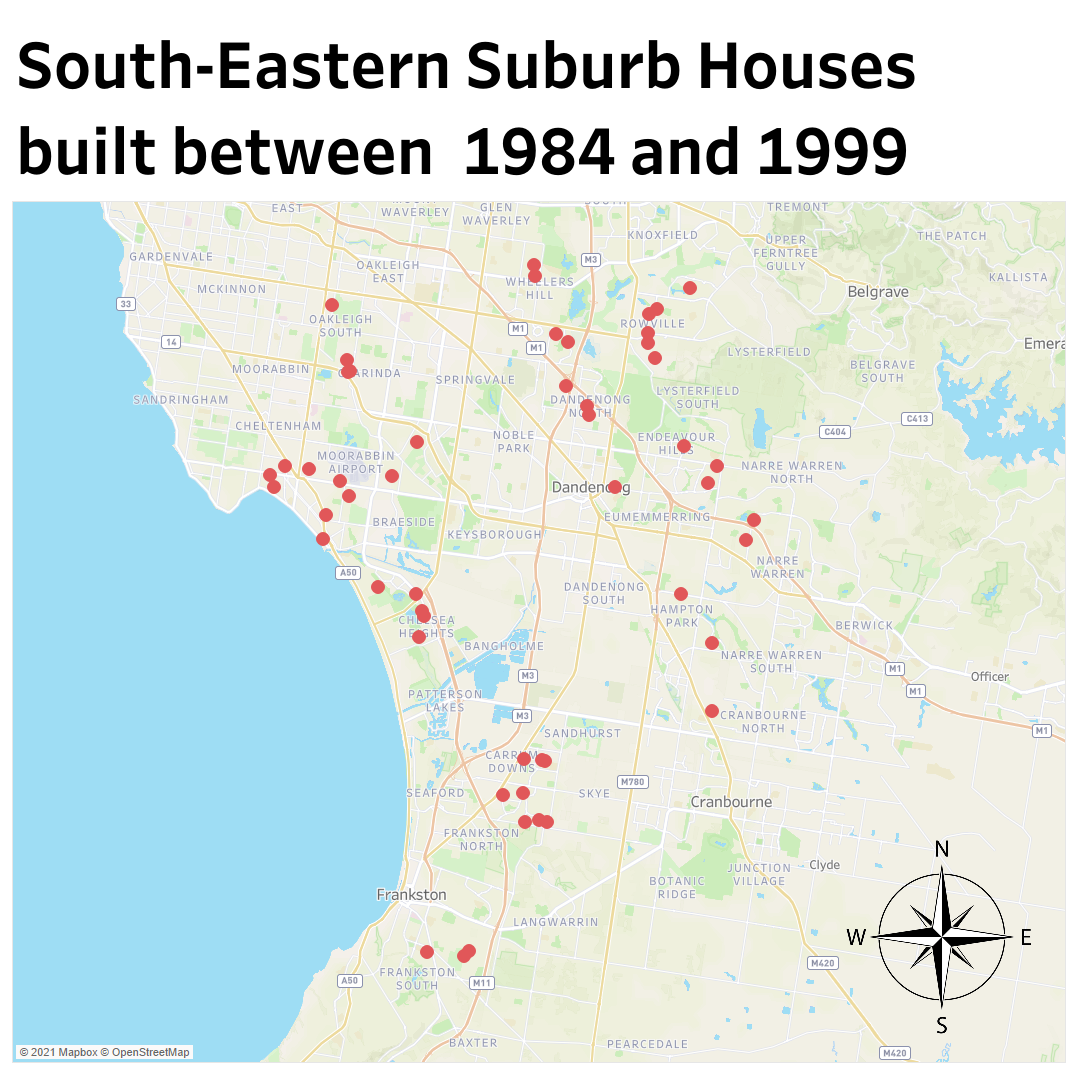 South-Eastern Suburb Houses
built between 1984 and 1999
EAST
WAVERLEY
GLEN
WAVERLEY
TREMONT
KNOXFIELD
THE PATCH
UPPER
FERNTREE
GULLY
GARDENVALE
M3
OAKLEIGH
EAST
KALLISTA
MCKINNON
WHEELERS
HILL
Belgrave
33
OAKLEIGH
SOUTH
M1
ROWVILLE
14
M1
Emera
LYSTERFIELD
BELGRAVE
SOUTH
MOORABBIN
CLARINDA
SPRINGVALE
SANDRINGHAM
DANDENONG
NORTH
LYSTERFIELD
SOUTH
C413
CHELTENHAM
C404
NOBLE
PARK
ENDEAVOUR
HILLS
MOORABBIN
AIRPORT
NARRE WARREN
NORTH
Dandenong
BRAESIDE
EUMEMMERRING
KEYSBOROUGH
A50
NARRE
WARREN
DANDENONG
SOUTH
HAMPTON
PARK
CHELSEA
HEIGHTS
BERWICK
BANGHOLME
NARRE WARREN
SOUTH
M1
M3
Officer
M1
PATTERSON
LAKES
M3
CRANBOURNE
NORTH
SANDHURST
M1
CARRUM
DOWNS
M780
SEAFORD
SKYE
Cranbourne
FRANKSTON
NORTH
N
JUNCTION
VILLAGE
Clyde
BOTANIC
RIDGE
Frankston
LANGWARRIN
W
E
M420
FRANKSTON
SOUTH
A50
M11
S
BAXTER
PEARCEDALE
© 2021 Mapbox © OpenStreetMap
M420